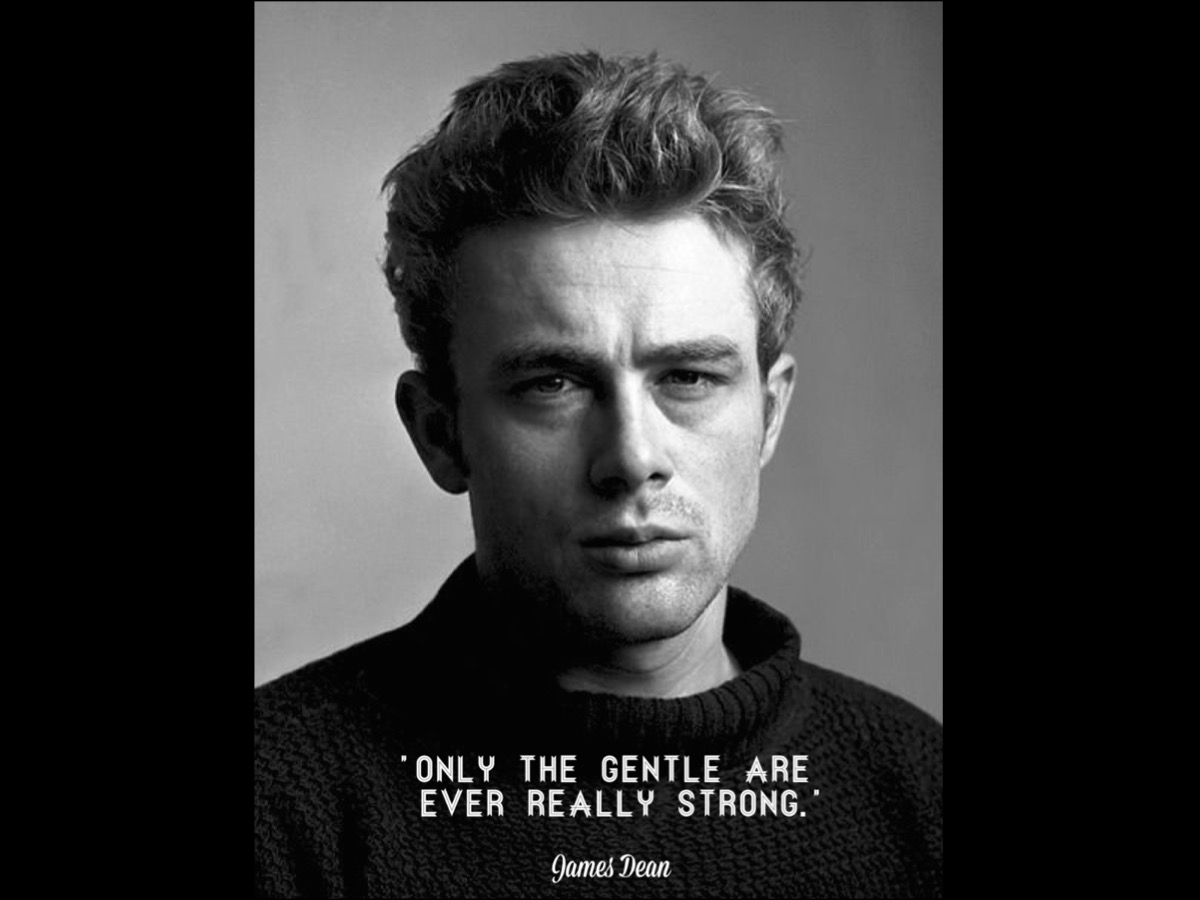 "ONLY THE GENTLE ARE
EVER REALLY STRONG."
James Dean